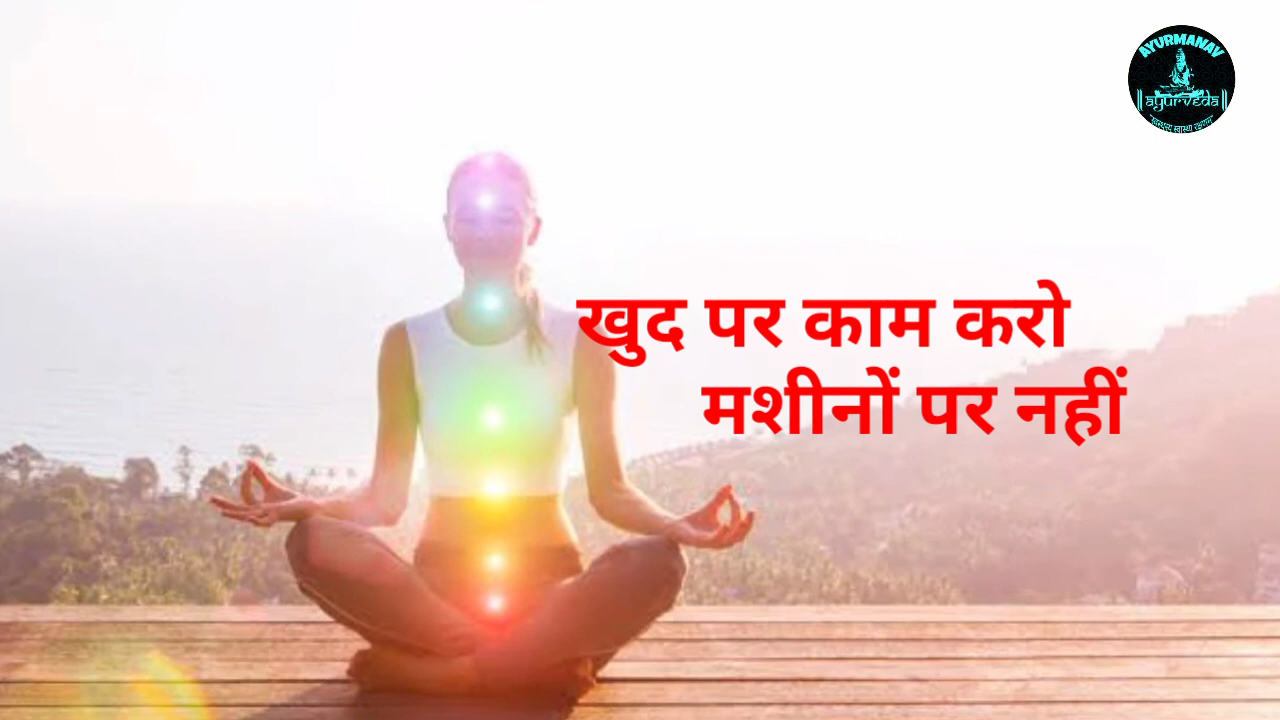 AYURMANAV
||ayurveda||
खुद पर काम करो
मशीनों पर नहीं